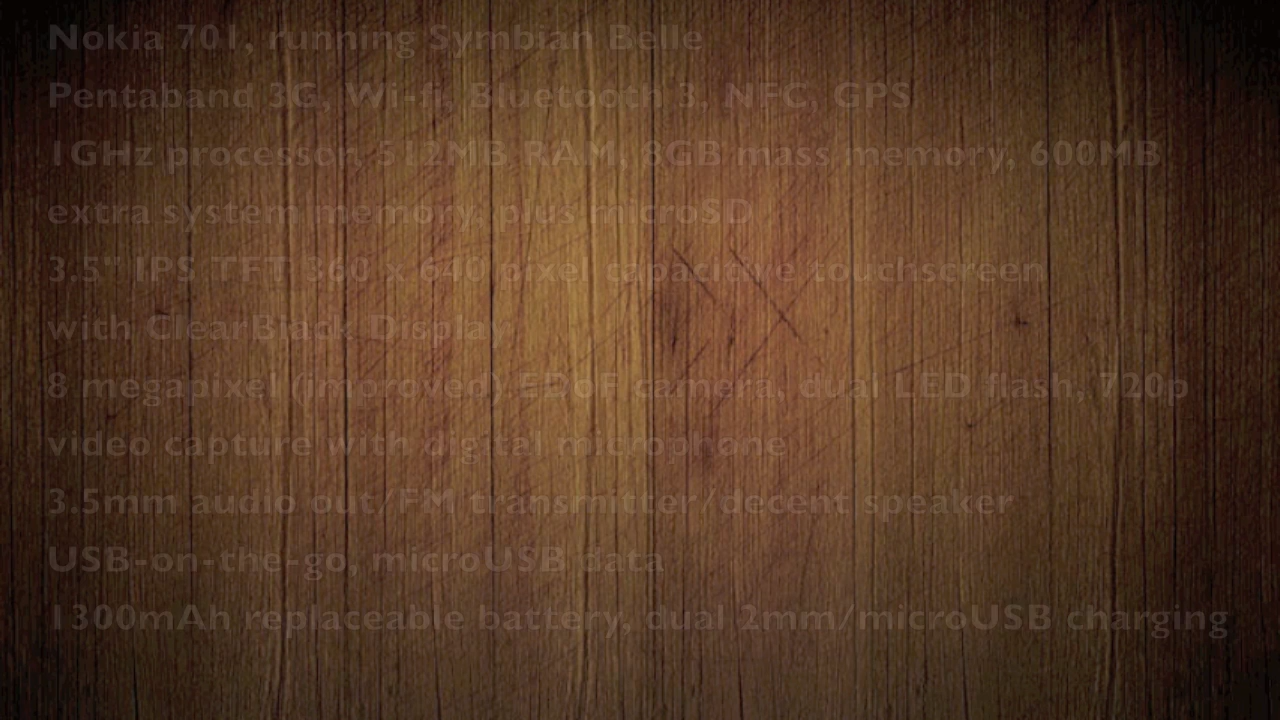 Nokia 701, running Symbian Belle
Pentaband 3G, Wi-fi, Bluetooth 3, NFC, GPS
1GHz processor, 512MB RAM, 8GB mass memory, 600MB
extra system memory, plus microSD
3.5" IPS TFT 360 x 640 pixel capacitive touchscreen
with ClearBlack Display
8 megapixel (improved) EDoF camera, dual LED flash, 720p
video capture with digital microphone
3.5mm audio out/FM transmitter/decent speaker
USB-on-the-go, microUSB data
1300mAh replaceable battery, dual 2mm/microUSB charging